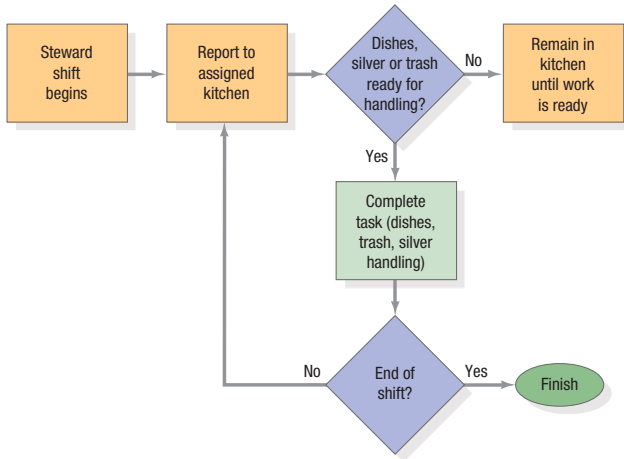 Steward
shift
begins
Report to
assigned
kitchen
Dishes,
silver or trash
ready for
handling?
No
Remain in
kitchen
until work
is ready
Yes
Complete
task (dishes,
trash, silver
handling)
No
End of
shift?
Yes
Finish